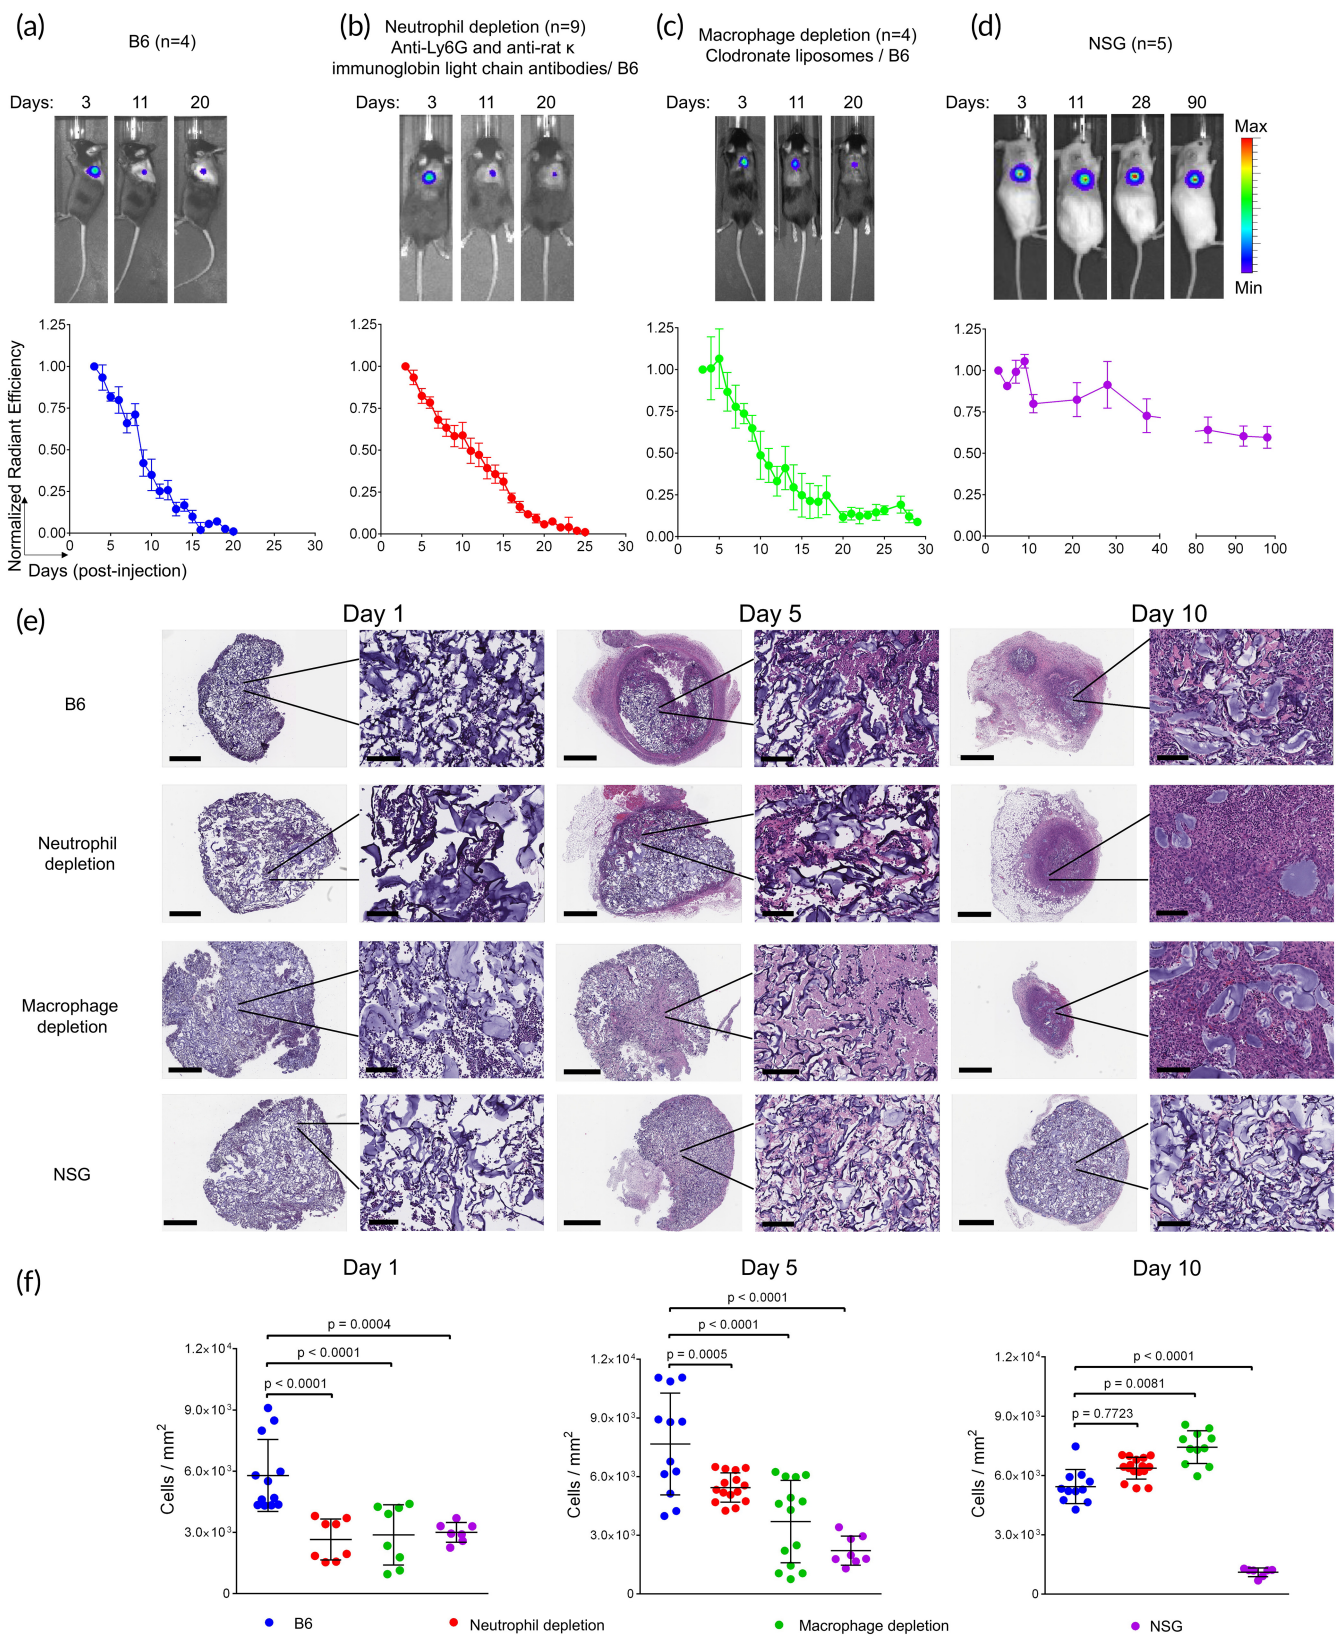 (a)
B6 (n=4)
(b)
Neutrophil depletion (n=9)
Anti-Ly6G and anti-rat κ
immunoglobin light chain antibodies/ B6
(c)
Macrophage depletion (n=4)
Clodronate liposomes / B6
(d)
NSG (n=5)
Days: 3 11 20
Days: 3 11 20
Days: 3 11 20
Days: 3 11 28 90
Max
Min
Normalized Radiant Efficiency
1.25
1.00
0.75
0.50
0.25
0.00
0 5 10 15 20 25 30
Days (post-injection)
1.25
1.00
0.75
0.50
0.25
0.00
0 5 10 15 20 25 30
1.25
1.00
0.75
0.50
0.25
0.00
0 5 10 15 20 25 30
1.25
1.00
0.75
0.50
0.25
0.00
0 10 20 30 40 80 90 100
(e)
Day 1 Day 5 Day 10
B6
Neutrophil
depletion
Macrophage
depletion
NSG
(f)
Day 1
p = 0.0004
p < 0.0001
p < 0.0001
Cells / mm²
1.2×10⁴
9.0×10³
6.0×10³
3.0×10³
0
Day 5
p < 0.0001
p < 0.0001
p = 0.0005
Cells / mm²
1.2×10⁴
9.0×10³
6.0×10³
3.0×10³
0
Day 10
p < 0.0001
p = 0.0081
p = 0.7723
Cells / mm²
1.2×10⁴
9.0×10³
6.0×10³
3.0×10³
0
B6 Neutrophil depletion Macrophage depletion NSG